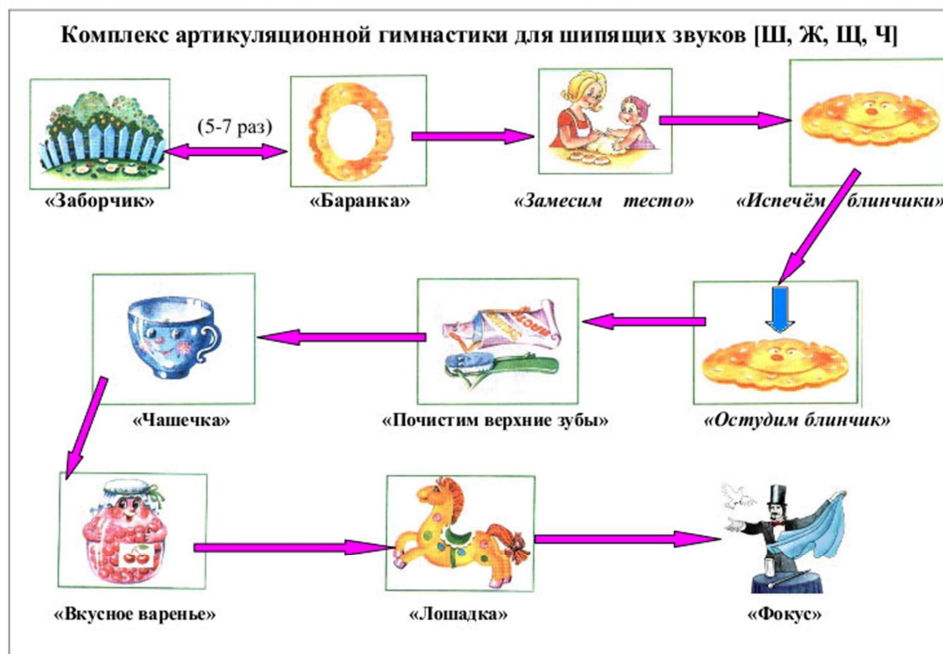 Комплекс артикуляционной гимнастики для шипящих звуков [Ш, Ж, Щ, Ч]
(5-7 раз)
«Заборчик»
«Баранка»
«Замесим тесто»
«Испечём блинчики»
«Чашечка»
«Почистим верхние зубы»
«Остудим блинчик»
«Вкусное варенье»
«Лошадка»
«Фокус»